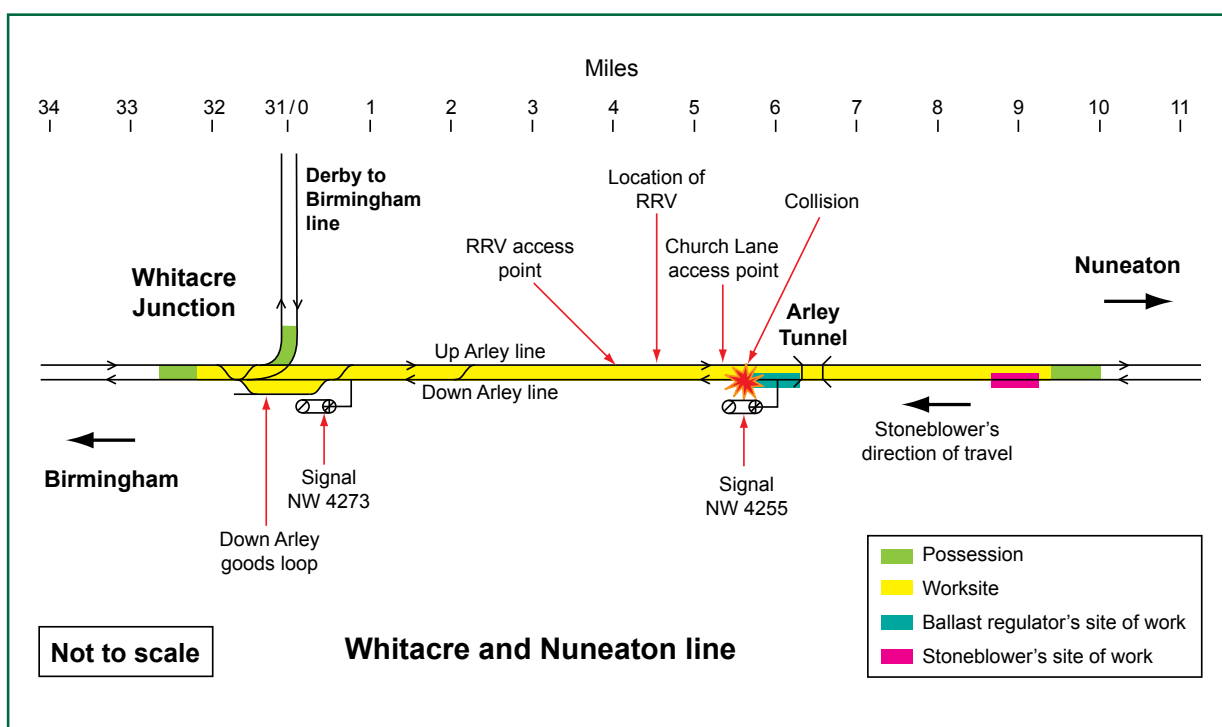 Miles
34 33 32 31/0 1 2 3 4 5 6 7 8 9 10 11
Derby to
Birmingham
line
Location of
RRV
Collision
RRV access
point
Church Lane
access point
Nuneaton
Whitacre
Junction
Arley
Tunnel
Up Arley line
Down Arley line
Birmingham
Signal
NW 4273
Signal
NW 4255
Stoneblower's
direction of travel
Down Arley
goods loop
Possession
Worksite
Ballast regulator's site of work
Stoneblower's site of work
Not to scale
Whitacre and Nuneaton line